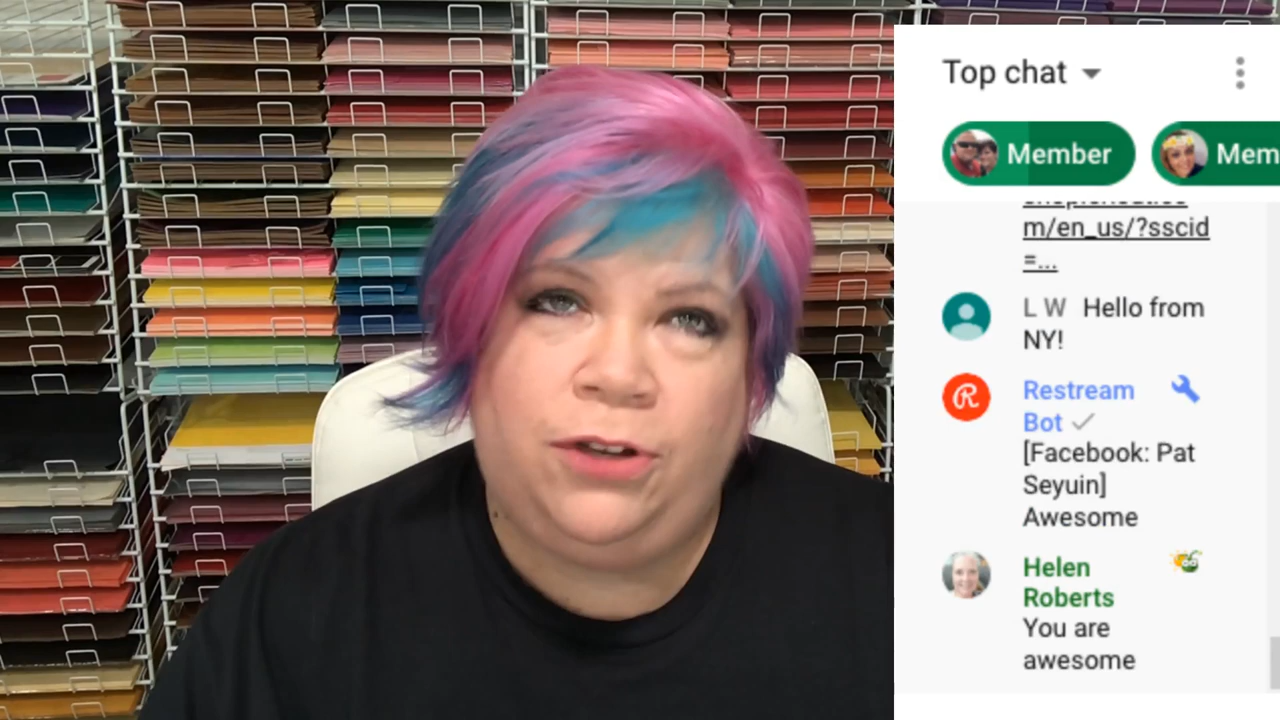 Top chat
Member
Mem
m/en_us/?sscid
=...
L W Hello from
NY!
Restream
Bot
[Facebook: Pat
Seyuin]
Awesome
Helen
Roberts
You are
awesome